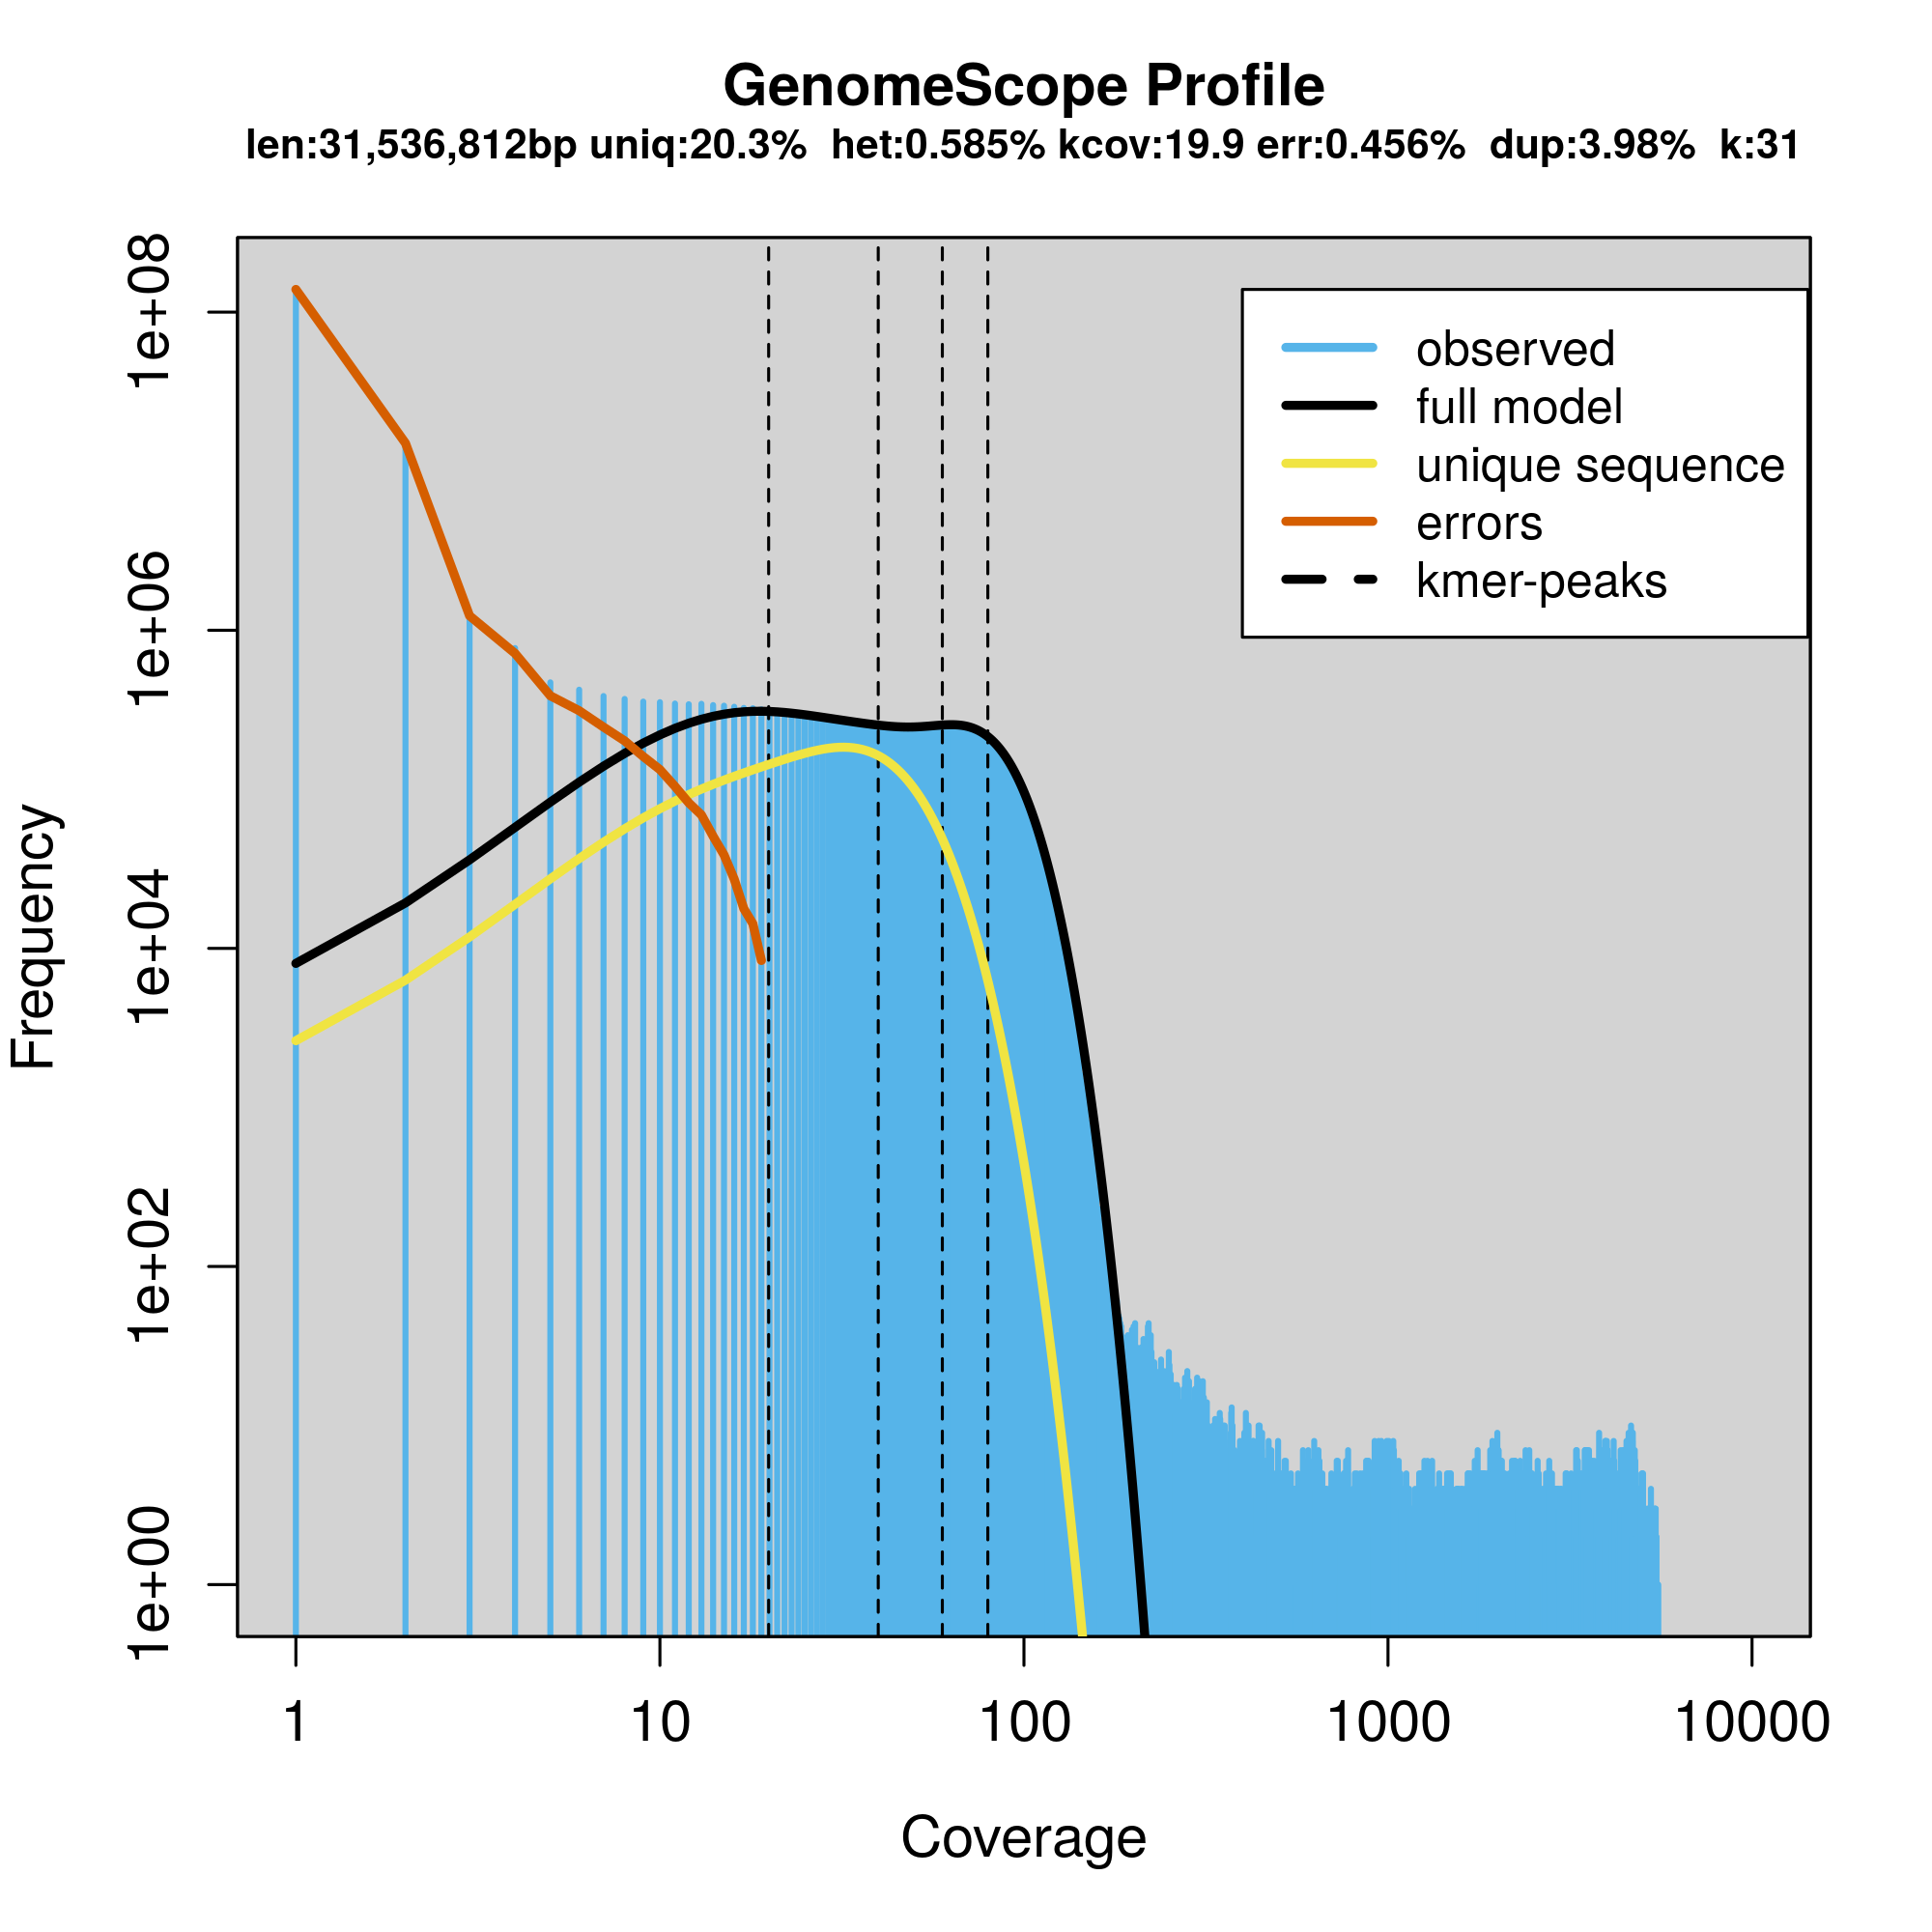 GenomeScope Profile
len:31,536,812bp uniq:20.3% het:0.585% kcov:19.9 err:0.456% dup:3.98% k:31
observed
full model
unique sequence
errors
kmer-peaks
Frequency
1e+08
1e+06
1e+04
1e+02
1e+00
1 10 100 1000 10000
Coverage